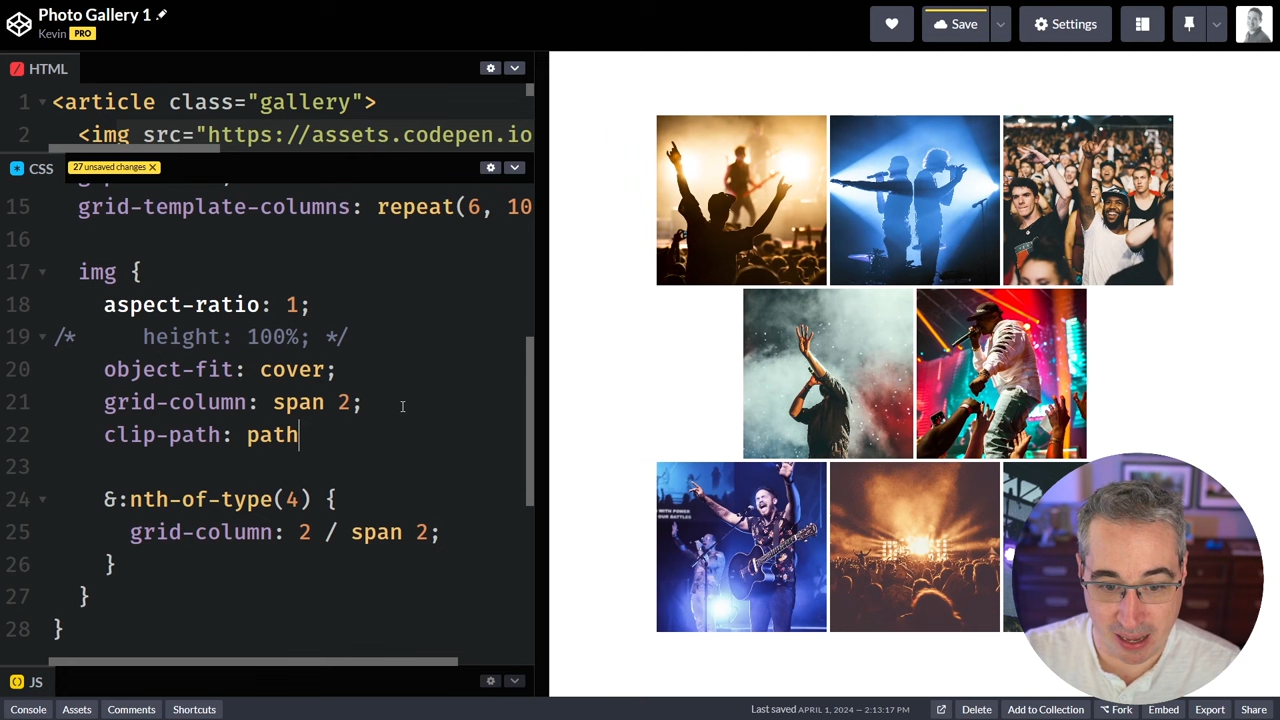 Photo Gallery 1
Kevin PRO
Save
Settings
HTML
1 <article class="gallery">
2 <img src="https://assets.codepen.io
CSS
27 unsaved changes X
15 grid-template-columns: repeat(6, 10
16
17 img {
18 aspect-ratio: 1;
19 /* height: 100%; */
20 object-fit: cover;
21 grid-column: span 2;
22 clip-path: path
23
24 &:nth-of-type(4) {
25 grid-column: 2 / span 2;
26 }
27 }
28 }
JS
Console Assets Comments Shortcuts Last saved APRIL 1, 2024 — 2:13:17 PM Delete Add to Collection Fork Embed Export Share